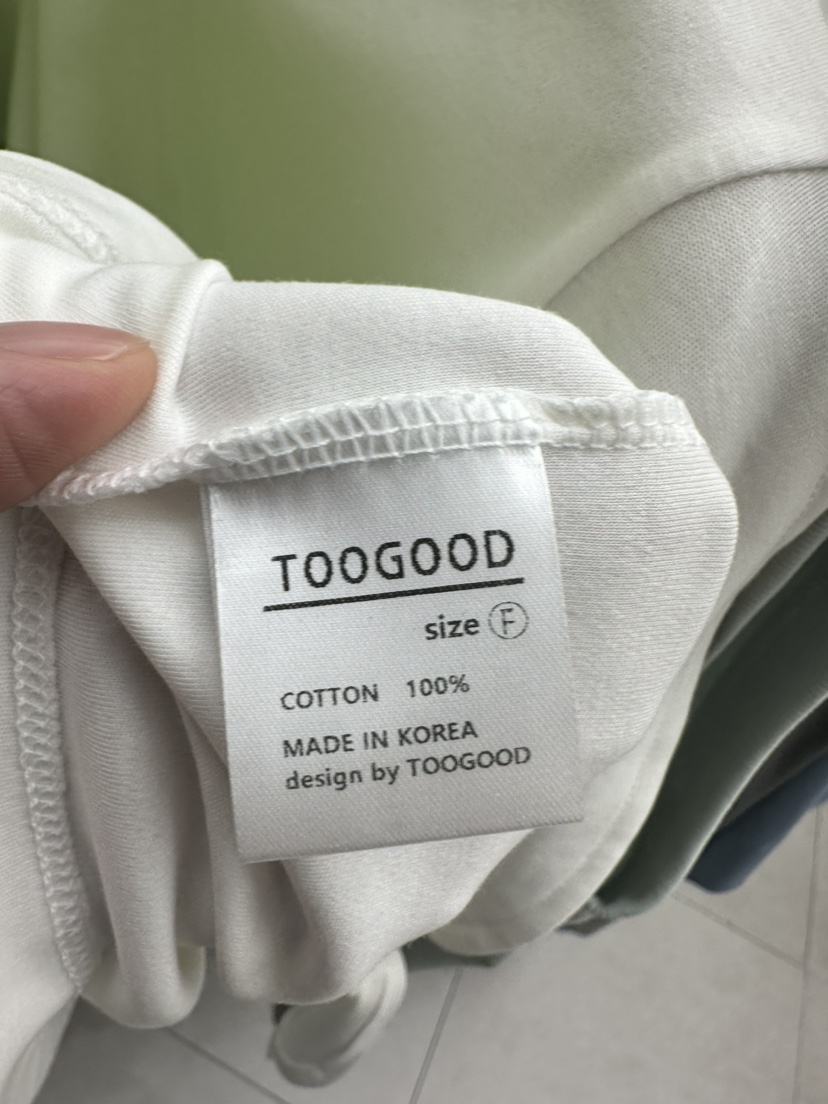 TOOGOOD
size Ⓕ
COTTON 100%
MADE IN KOREA
design by TOOGOOD